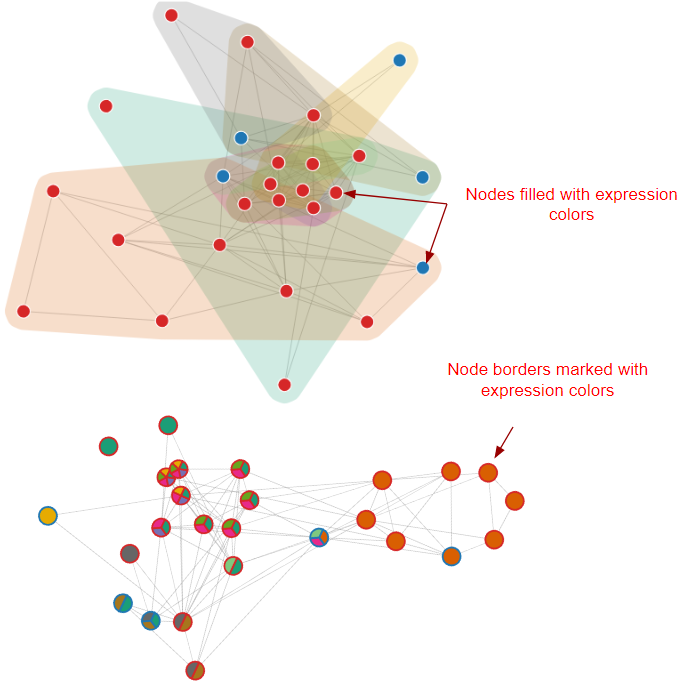 Nodes filled with expression
colors
Node borders marked with
expression colors